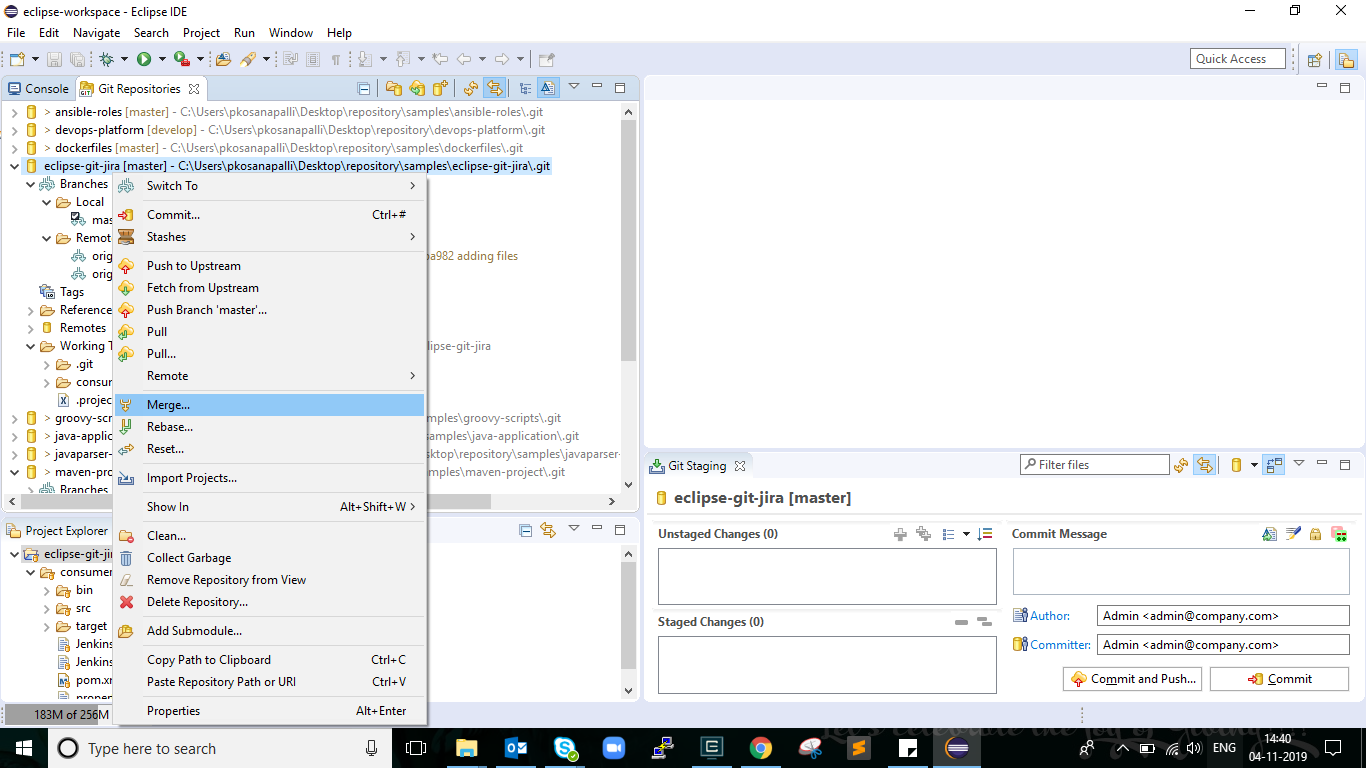 eclipse-workspace - Eclipse IDE
File Edit Navigate Search Project Run Window Help
Quick Access
Console Git Repositories
> ansible-roles [master] - C:\Users\pkosanapalli\Desktop\repository\samples\ansible-roles\.git
> devops-platform [develop] - C:\Users\pkosanapalli\Desktop\repository\devops-platform\.git
> dockerfiles [master] - C:\Users\pkosanapalli\Desktop\repository\samples\dockerfiles\.git
eclipse-git-jira [master] - C:\Users\pkosanapalli\Desktop\repository\samples\eclipse-git-jira\.git
Branches
Local
mas
Remot
orig a982 adding files
orig
Tags
Reference
Remotes
Working T lipse-git-jira
.git
consur
.projec
> groovy-scr mples\groovy-scripts\.git
> java-applic samples\java-application\.git
> javaparser- sktop\repository\samples\javaparser-
> maven-pro mples\maven-project\.git
Branches
Switch To
Commit... Ctrl+#
Stashes
Push to Upstream
Fetch from Upstream
Push Branch 'master'...
Pull
Pull...
Remote
Merge...
Rebase...
Reset...
Import Projects...
Show In Alt+Shift+W
Clean...
Collect Garbage
Remove Repository from View
Delete Repository...
Add Submodule...
Copy Path to Clipboard Ctrl+C
Paste Repository Path or URI Ctrl+V
Properties Alt+Enter
Project Explorer
eclipse-git-jir
consumer
bin
src
target
Jenkins
Jenkins
pom.xm
183M of 256M
Git Staging
Filter files
eclipse-git-jira [master]
Unstaged Changes (0)
Staged Changes (0)
Commit Message
Author: Admin <admin@company.com>
Committer: Admin <admin@company.com>
Commit and Push... Commit
Type here to search
ENG
14:40
04-11-2019